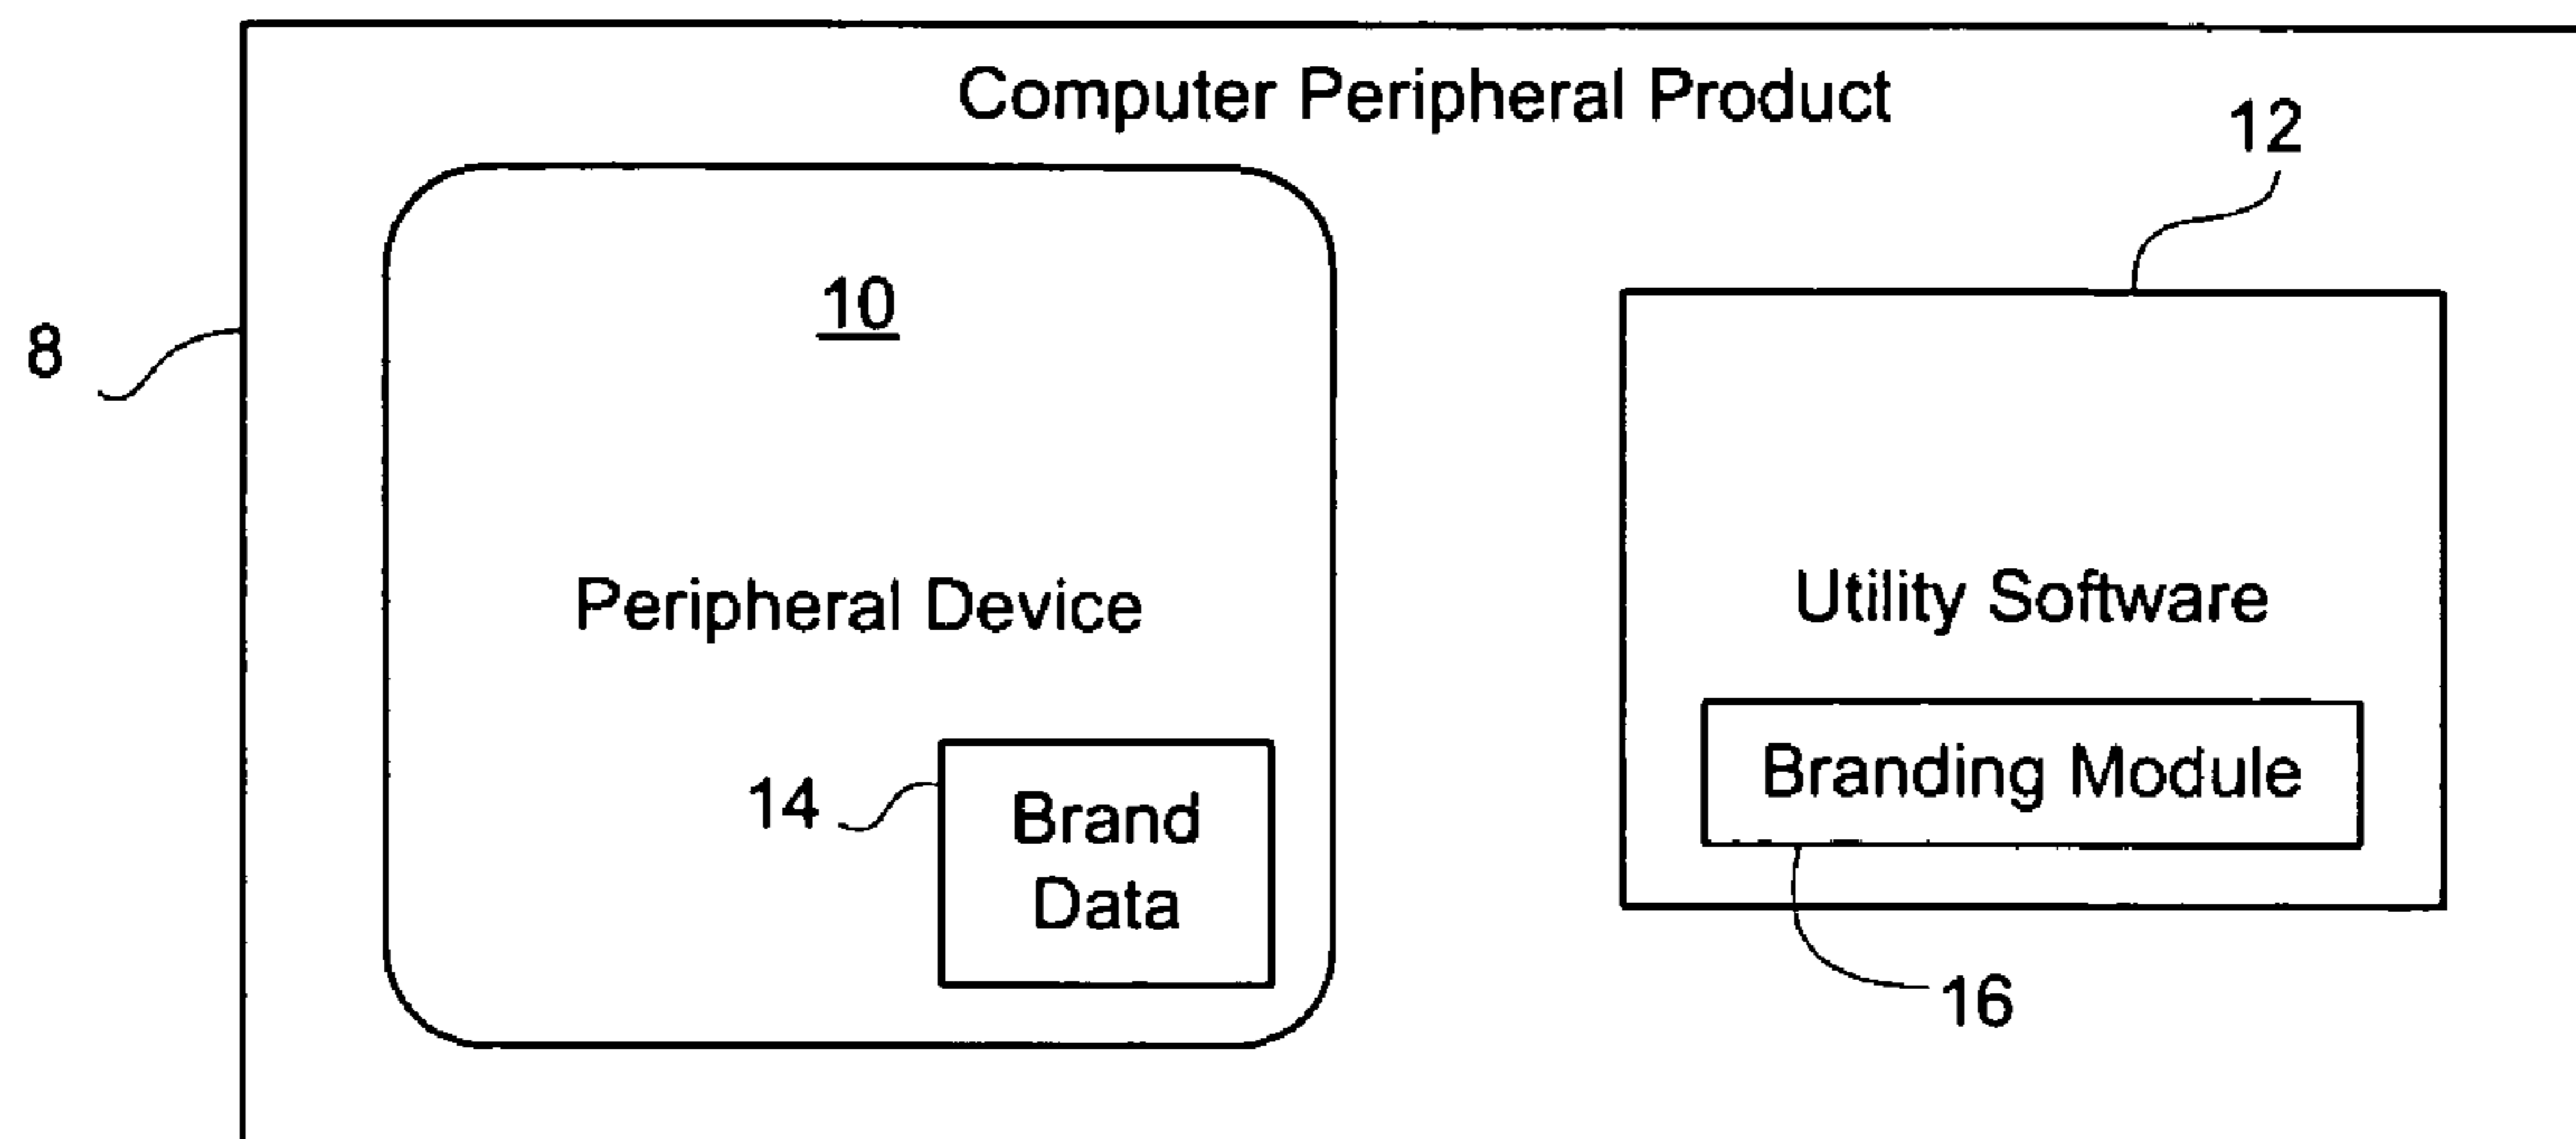 Computer Peripheral Product
12
10
8
Peripheral Device
Utility Software
Branding Module
14
Brand
Data
16